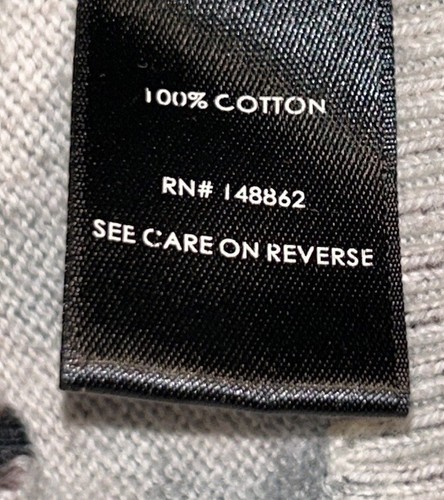 100% COTTON
RN# 148862
SEE CARE ON REVERSE